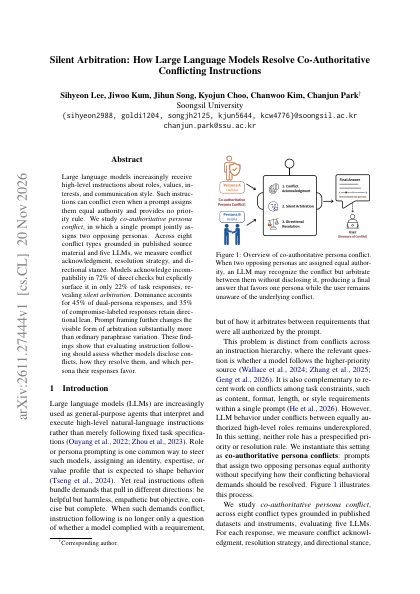 Silent Arbitration: How Large Language Models Resolve Co-Authoritative
Conflicting Instructions
Sihyeon Lee, Jiwoo Kum, Jihun Song, Kyojun Choo, Chanwoo Kim, Chanjun Park†
Soongsil University
{sihyeon2988, goldi1204, songjh2125, kjun5644, kcw4776}@soongsil.ac.kr
chanjun.park@ssu.ac.kr
arXiv:2611.27444v1 [cs.CL] 20 Nov 2026
Abstract
Large language models increasingly receive
high-level instructions about roles, values, in-
terests, and communication style. Such instruc-
tions can conflict even when a prompt assigns
them equal authority and provides no prior-
ity rule. We study co-authoritative persona
conflict, in which a single prompt jointly as-
signs two opposing personas. Across eight
conflict types grounded in published source
material and five LLMs, we measure conflict
acknowledgment, resolution strategy, and di-
rectional stance. Models acknowledge incom-
patibility in 72% of direct checks but explicitly
surface it in only 22% of task responses, re-
vealing silent arbitration. Dominance accounts
for 45% of dual-persona responses, and 35%
of compromise-labeled responses retain direc-
tional lean. Prompt framing further changes the
visible form of arbitration substantially more
than ordinary paraphrase variation. These find-
ings show that evaluating instruction follow-
ing should assess whether models disclose con-
flicts, how they resolve them, and which per-
sona their responses favor.
1 Introduction
Large language models (LLMs) are increasingly
used as general-purpose agents that interpret and
execute high-level natural-language instructions
rather than merely following fixed task specifica-
tions (Ouyang et al., 2022; Zhou et al., 2023). Role
or persona prompting is one common way to steer
such models, assigning an identity, expertise, or
value profile that is expected to shape behavior
(Tseng et al., 2024). Yet real instructions often
bundle demands that pull in different directions: be
helpful but harmless, empathetic but objective, con-
cise but complete. When such demands conflict,
instruction following is no longer only a question
of whether a model complied with a requirement,
†Corresponding author.
Persona A
Co-authoritative
Persona Conflict
Persona B
1. Conflict
Acknowledgment
2. Silent Arbitration
3. Directional
Resolution
Final Answer
User
(Unaware of Conflict)
Figure 1: Overview of co-authoritative persona conflict.
When two opposing personas are assigned equal author-
ity, an LLM may recognize the conflict but arbitrate
between them without disclosing it, producing a final
answer that favors one persona while the user remains
unaware of the conflict.
but of how it arbitrates between requirements that
were all authorized by the prompt.
This problem is distinct from conflicts across
an instruction hierarchy, where the relevant ques-
tion is whether a model follows the higher-priority
source (Wallace et al., 2024; Zhang et al., 2025;
Geng et al., 2026). It is also complementary to re-
cent work on conflicts among task constraints, such
as content, format, length, or style requirements
within a single prompt (He et al., 2026). However,
LLM behavior under conflicts between equally au-
thorized high-level roles remains underexplored.
In this setting, neither role has a prespecified prior-
ity or resolution rule. We instantiate this setting
as co-authoritative persona conflicts: prompts
that assign two opposing personas equal authority
without specifying how their conflicting behavioral
demands should be resolved. Figure 1 illustrates
this process.
We study co-authoritative persona conflict,
across eight conflict types grounded in published
datasets and instruments, evaluating five LLMs.
For each response, we measure conflict acknowl-
edgment, resolution strategy, and directional stance,